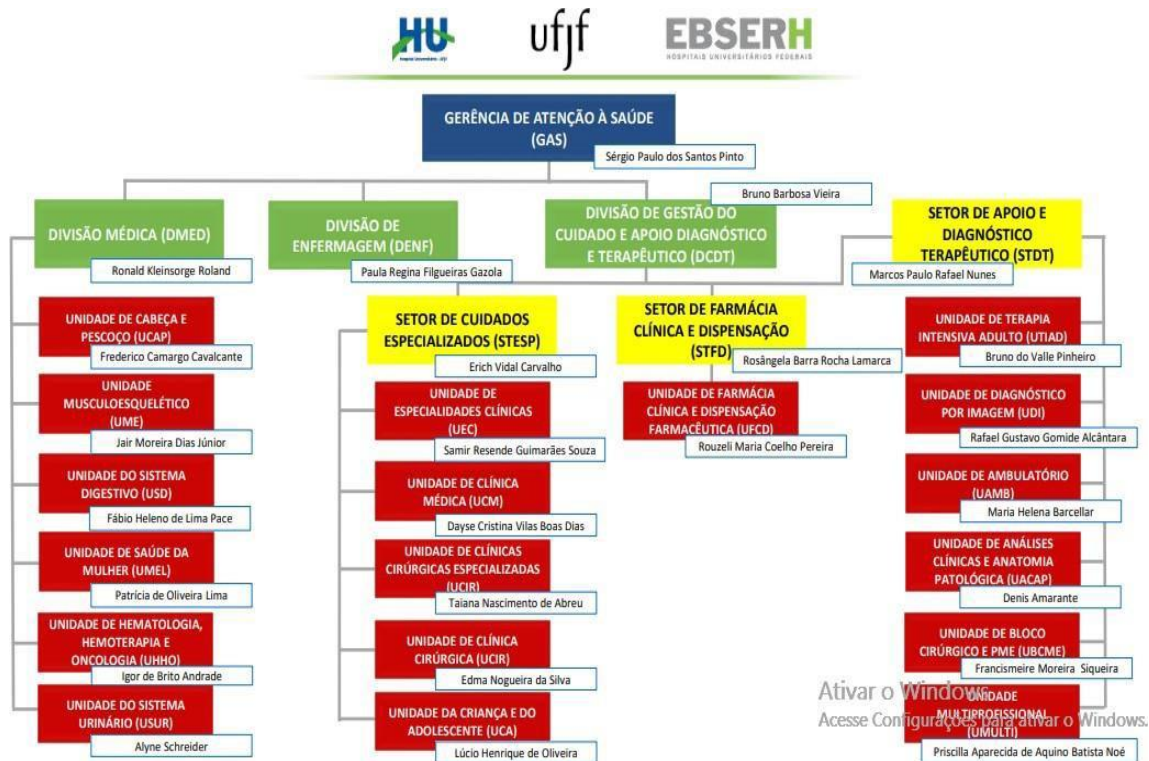 HU
Hospital Universitário - UFJF
ufjf
EBSERH
HOSPITAIS UNIVERSITÁRIOS FEDERAIS
GERÊNCIA DE ATENÇÃO À SAÚDE
(GAS)
Sérgio Paulo dos Santos Pinto
DIVISÃO MÉDICA (DMED)
Ronald Kleinsorge Roland
DIVISÃO DE
ENFERMAGEM (DENF)
Paula Regina Filgueiras Gazola
Bruno Barbosa Vieira
DIVISÃO DE GESTÃO DO
CUIDADO E APOIO DIAGNÓSTICO
E TERAPÊUTICO (DCDT)
SETOR DE APOIO E
DIAGNÓSTICO
TERAPÊUTICO (STDT)
Marcos Paulo Rafael Nunes
UNIDADE DE CABEÇA E
PESCOÇO (UCAP)
Frederico Camargo Cavalcante
UNIDADE
MUSCULOESQUELÉTICO
(UME)
Jair Moreira Dias Júnior
UNIDADE DO SISTEMA
DIGESTIVO (USD)
Fábio Heleno de Lima Pace
UNIDADE DE SAÚDE DA
MULHER (UMEL)
Patrícia de Oliveira Lima
UNIDADE DE HEMATOLOGIA,
HEMOTERAPIA E
ONCOLOGIA (UHHO)
Igor de Brito Andrade
UNIDADE DO SISTEMA
URINÁRIO (USUR)
Alyne Schreider
SETOR DE CUIDADOS
ESPECIALIZADOS (STESP)
Erich Vidal Carvalho
UNIDADE DE
ESPECIALIDADES CLÍNICAS
(UEC)
Samir Resende Guimarães Souza
UNIDADE DE CLÍNICA
MÉDICA (UCM)
Dayse Cristina Vilas Boas Dias
UNIDADE DE CLÍNICAS
CIRÚRGICAS ESPECIALIZADAS
(UCIR)
Taiana Nascimento de Abreu
UNIDADE DE CLÍNICA
CIRÚRGICA (UCIR)
Edma Nogueira da Silva
UNIDADE DA CRIANÇA E DO
ADOLESCENTE (UCA)
Lúcio Henrique de Oliveira
SETOR DE FARMÁCIA
CLÍNICA E DISPENSAÇÃO
(STFD)
Rosângela Barra Rocha Lamarca
UNIDADE DE FARMÁCIA
CLÍNICA E DISPENSAÇÃO
FARMACÊUTICA (UFCD)
Rouzeli Maria Coelho Pereira
UNIDADE DE TERAPIA
INTENSIVA ADULTO (UTIAD)
Bruno do Valle Pinheiro
UNIDADE DE DIAGNÓSTICO
POR IMAGEM (UDI)
Rafael Gustavo Gomide Alcântara
UNIDADE DE AMBULATÓRIO
(UAMB)
Maria Helena Barcellar
UNIDADE DE ANÁLISES
CLÍNICAS E ANATOMIA
PATOLÓGICA (UACAP)
Denis Amarante
UNIDADE DE BLOCO
CIRÚRGICO E PME (UBCME)
Francismeire Moreira Siqueira
UNIDADE
MULTIPROFISSIONAL
(UMULTI)
Priscilla Aparecida de Aquino Batista Noé
Ativar o Windows
Acesse Configurações para ativar o Windows.